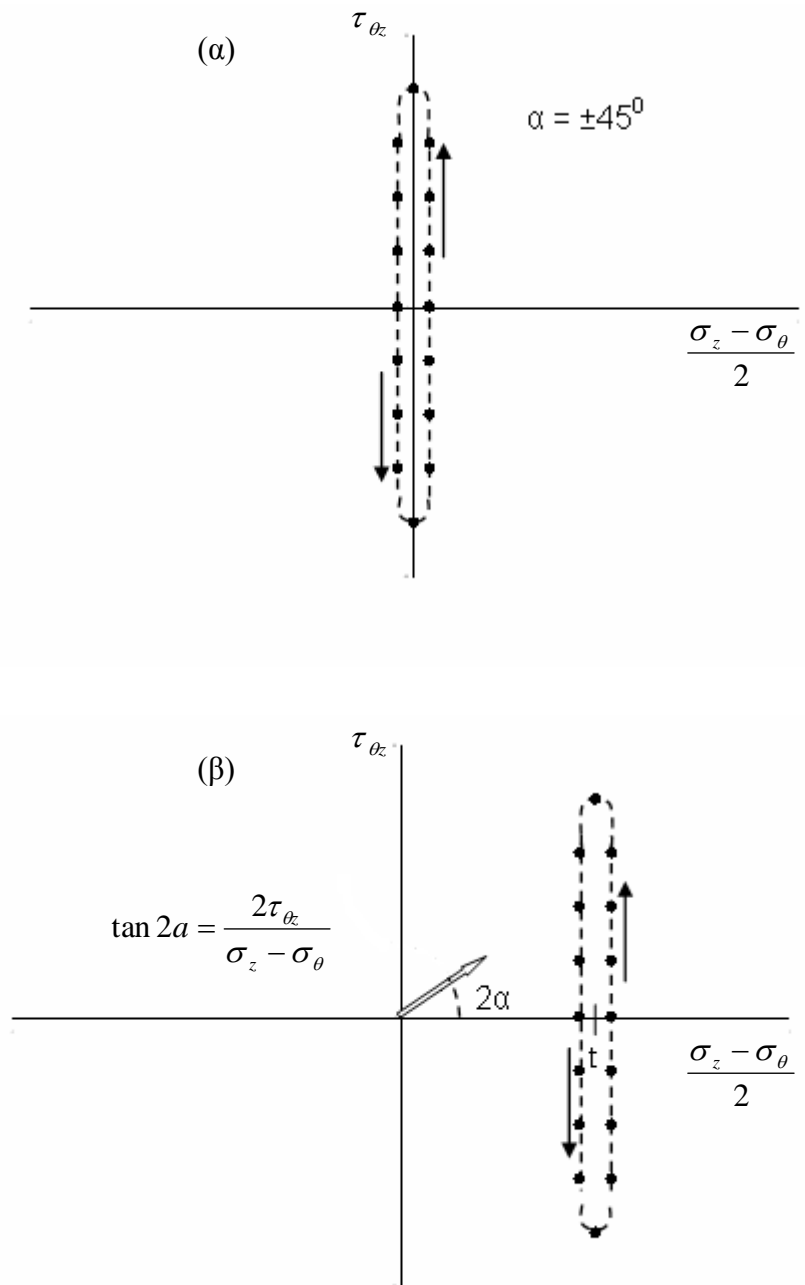 τ_θz
(α)
α = ±45⁰
(σ_z − σ_θ)/2
τ_θz
(β)
tan 2a = 2τ_θz/(σ_z − σ_θ)
2α
t
(σ_z − σ_θ)/2